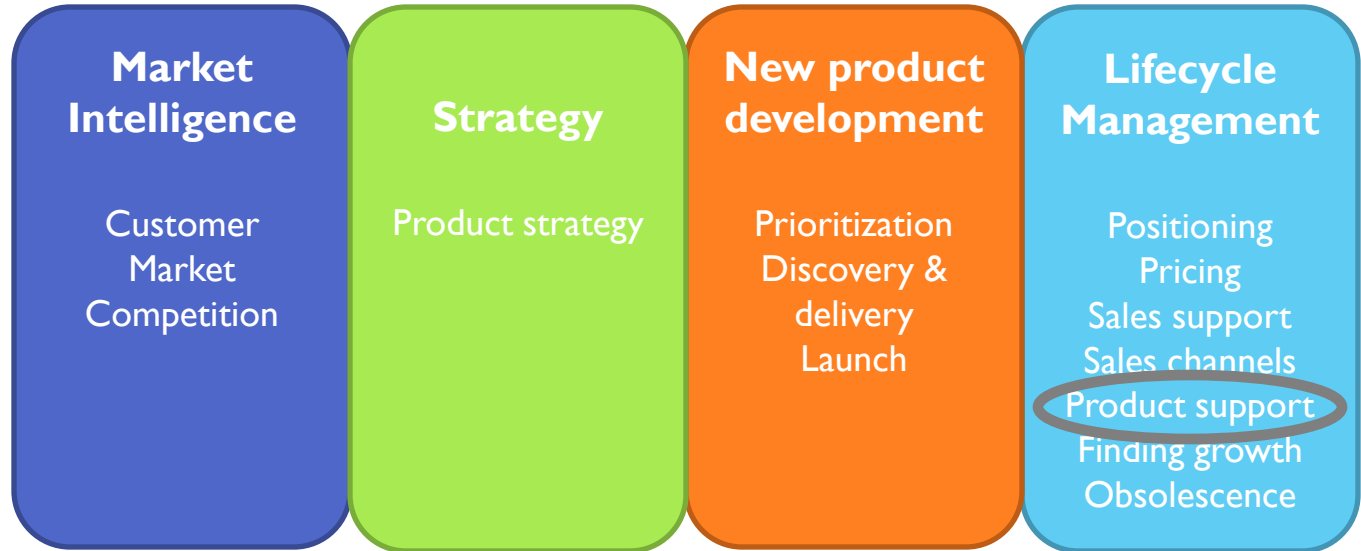 Market
Intelligence
Customer
Market
Competition
Strategy
Product strategy
New product
development
Prioritization
Discovery &
delivery
Launch
Lifecycle
Management
Positioning
Pricing
Sales support
Sales channels
Product support
Finding growth
Obsolescence